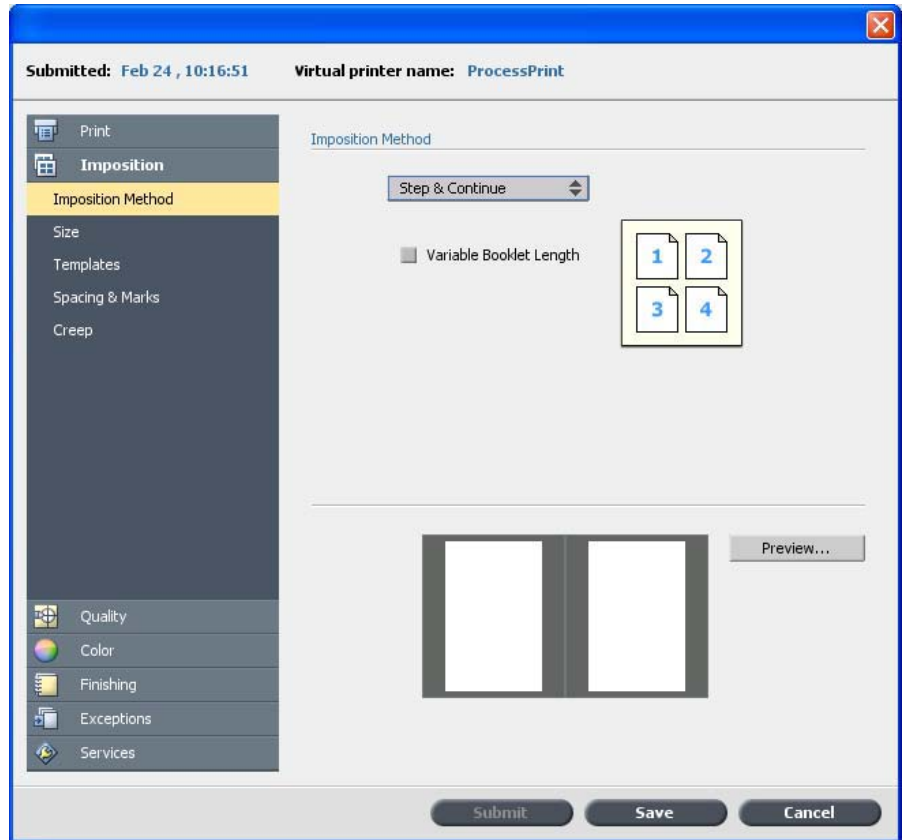 Submitted: Feb 24 , 10:16:51 Virtual printer name: ProcessPrint
Print
Imposition
Imposition Method
Size
Templates
Spacing & Marks
Creep
Quality
Color
Finishing
Exceptions
Services
Imposition Method
Step & Continue
Variable Booklet Length
1 2
3 4
Preview...
Submit Save Cancel